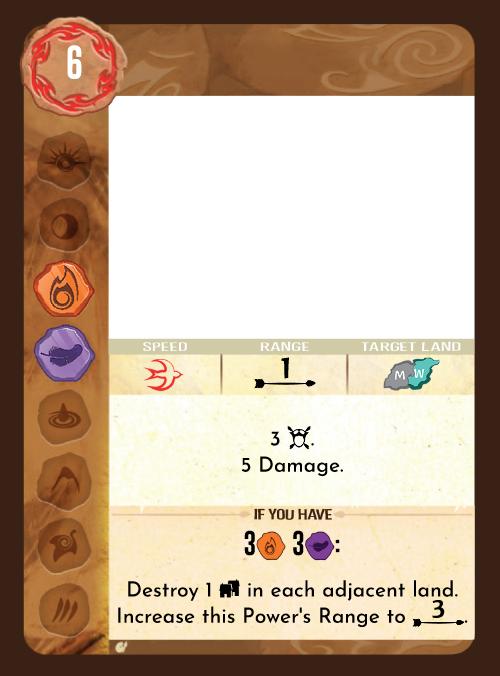 6
SPEED RANGE TARGET LAND
1 M W
3 .
5 Damage.
IF YOU HAVE
3 3 :
Destroy 1 in each adjacent land.
Increase this Power's Range to 3.